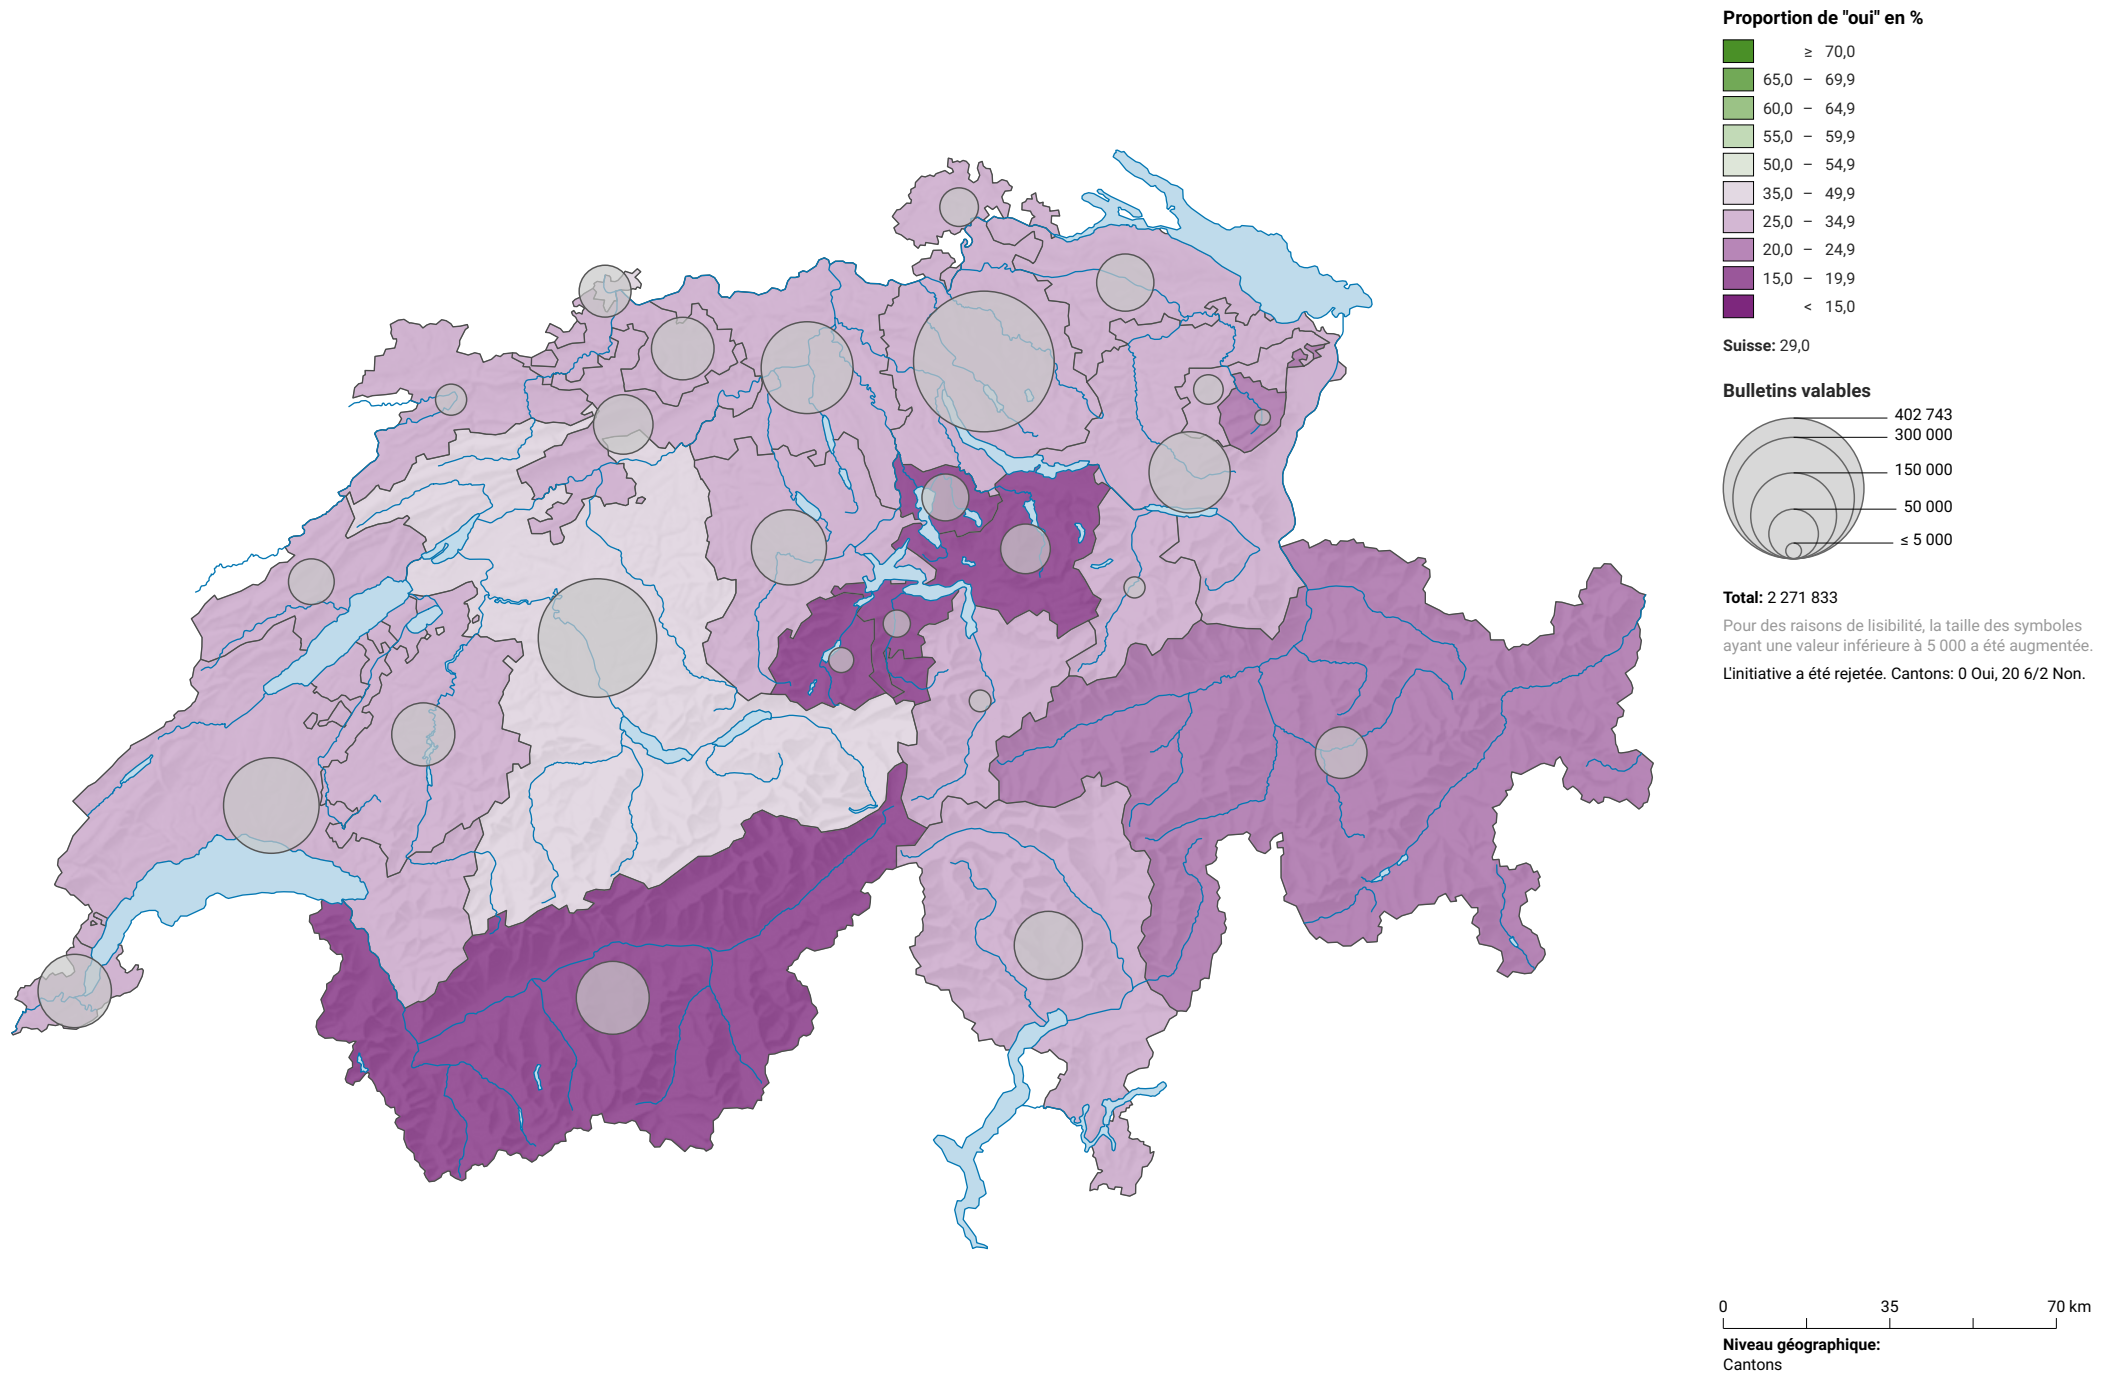 Proportion de "oui" en %
≥ 70,0
65,0 – 69,9
60,0 – 64,9
55,0 – 59,9
50,0 – 54,9
35,0 – 49,9
25,0 – 34,9
20,0 – 24,9
15,0 – 19,9
< 15,0
Suisse: 29,0
Bulletins valables
402 743
300 000
150 000
50 000
≤ 5 000
Total: 2 271 833
Pour des raisons de lisibilité, la taille des symboles
ayant une valeur inférieure à 5 000 a été augmentée.
L'initiative a été rejetée. Cantons: 0 Oui, 20 6/2 Non.
0 35 70 km
Niveau géographique:
Cantons